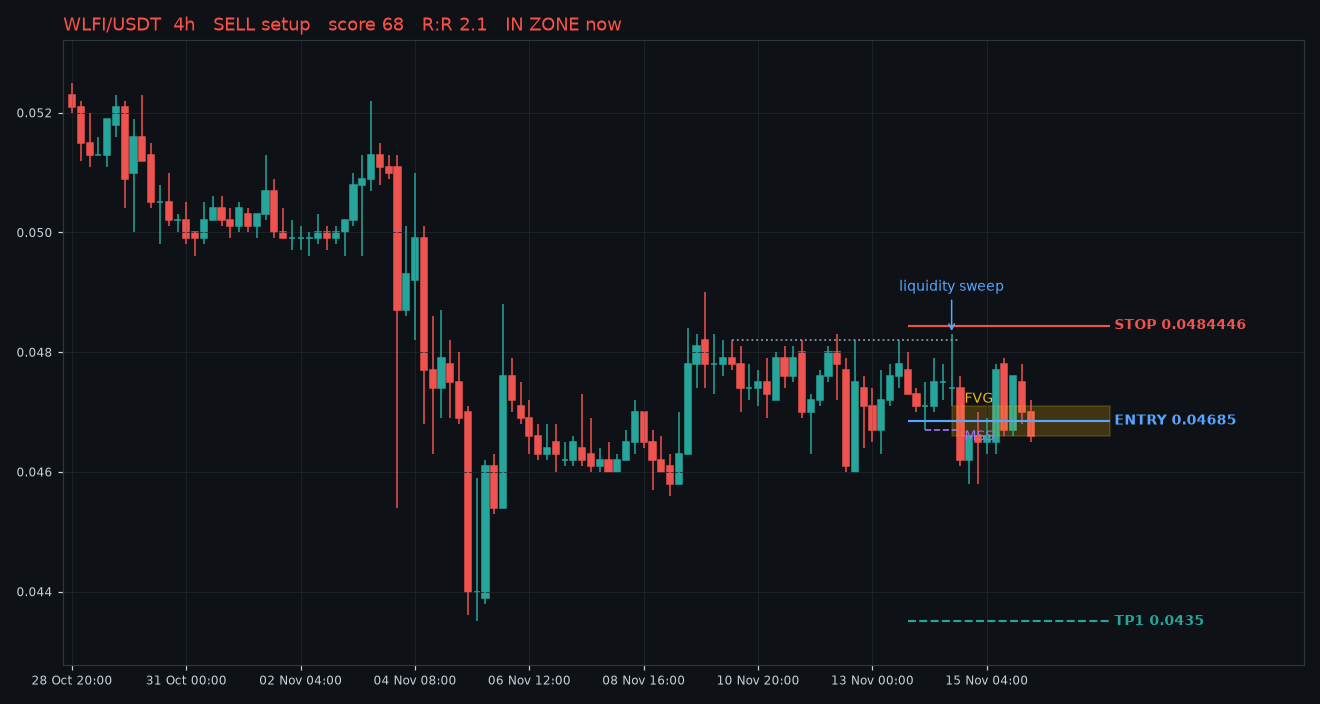 WLFI/USDT 4h SELL setup score 68 R:R 2.1 IN ZONE now
0.052
0.050
0.048
0.046
0.044
liquidity sweep
STOP 0.0484446
FVG
ENTRY 0.04685
MSS
TP1 0.0435
28 Oct 20:00 31 Oct 00:00 02 Nov 04:00 04 Nov 08:00 06 Nov 12:00 08 Nov 16:00 10 Nov 20:00 13 Nov 00:00 15 Nov 04:00